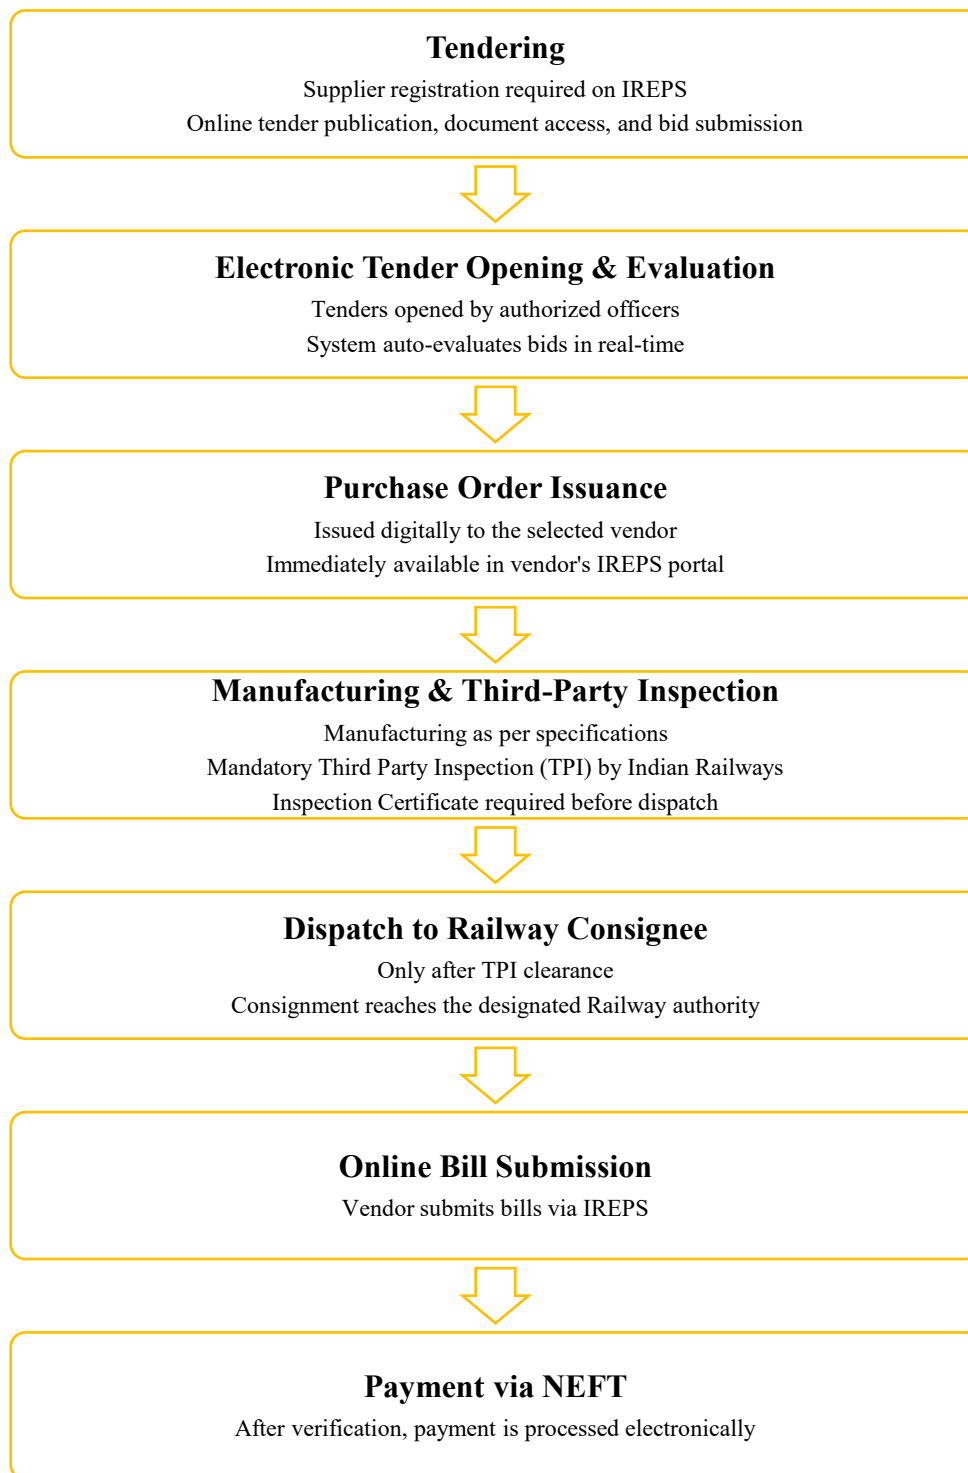 Tendering
Supplier registration required on IREPS
Online tender publication, document access, and bid submission
Electronic Tender Opening & Evaluation
Tenders opened by authorized officers
System auto-evaluates bids in real-time
Purchase Order Issuance
Issued digitally to the selected vendor
Immediately available in vendor's IREPS portal
Manufacturing & Third-Party Inspection
Manufacturing as per specifications
Mandatory Third Party Inspection (TPI) by Indian Railways
Inspection Certificate required before dispatch
Dispatch to Railway Consignee
Only after TPI clearance
Consignment reaches the designated Railway authority
Online Bill Submission
Vendor submits bills via IREPS
Payment via NEFT
After verification, payment is processed electronically